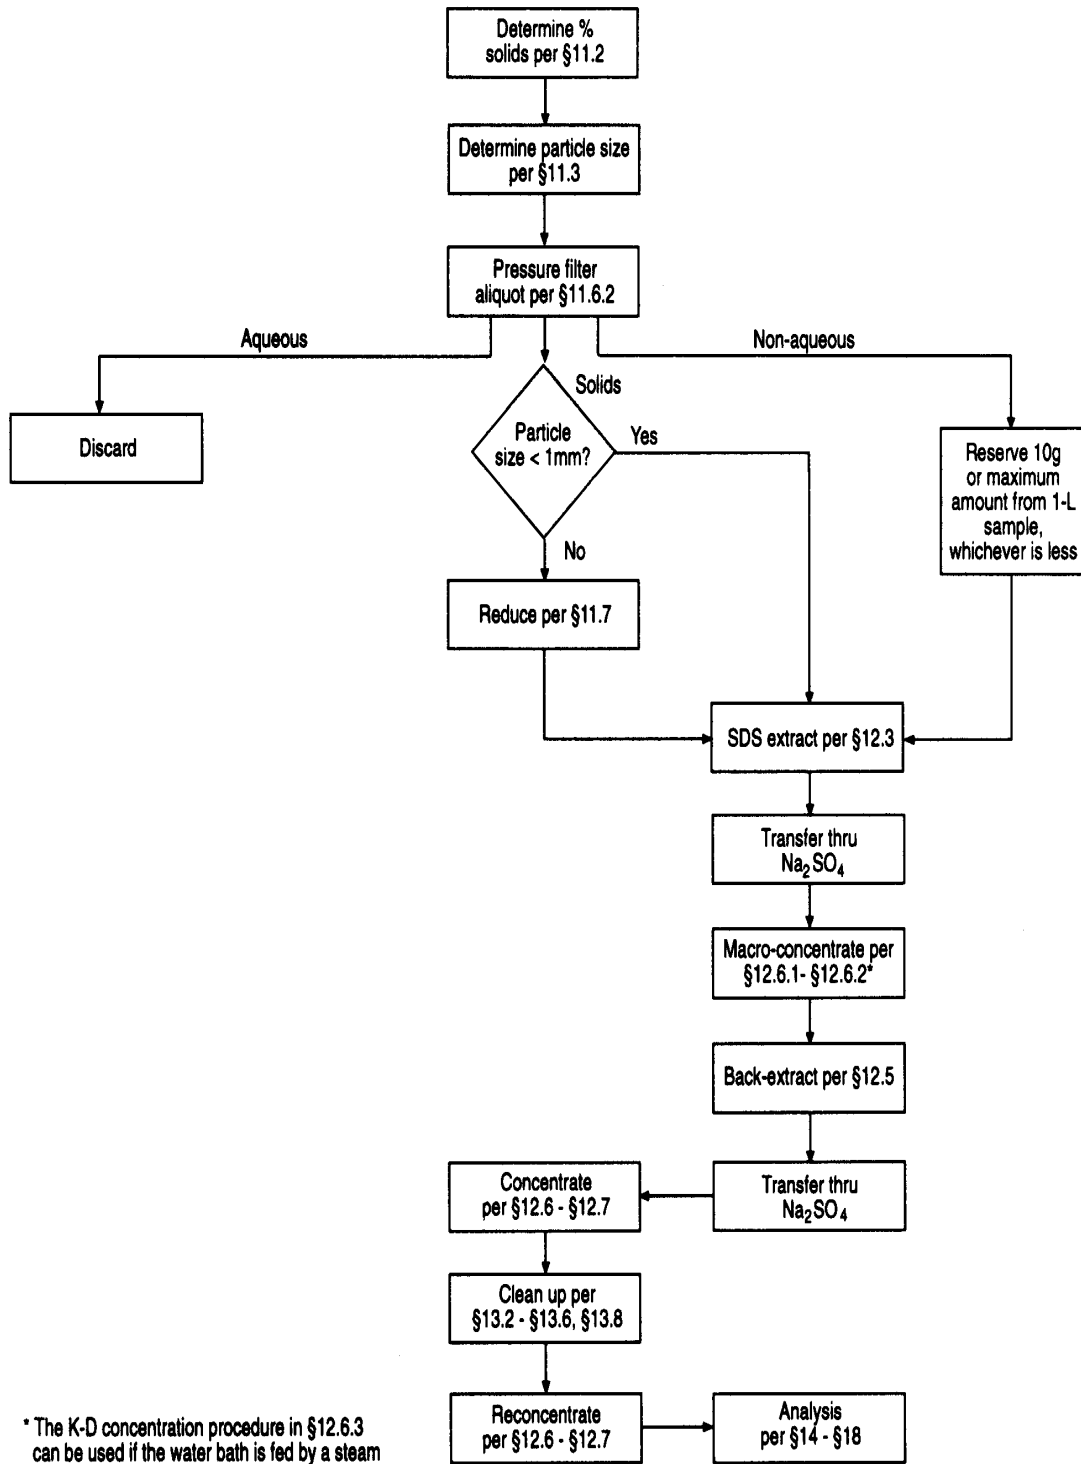 Determine %
solids per §11.2
Determine particle size
per §11.3
Pressure filter
aliquot per §11.6.2
Aqueous
Non-aqueous
Solids
Discard
Particle
size < 1mm?
Yes
No
Reserve 10g
or maximum
amount from 1-L
sample,
whichever is less
Reduce per §11.7
SDS extract per §12.3
Transfer thru
Na₂SO₄
Macro-concentrate per
§12.6.1- §12.6.2*
Back-extract per §12.5
Transfer thru
Na₂SO₄
Concentrate
per §12.6 - §12.7
Clean up per
§13.2 - §13.6, §13.8
Reconcentrate
per §12.6 - §12.7
Analysis
per §14 - §18
* The K-D concentration procedure in §12.6.3
can be used if the water bath is fed by a steam